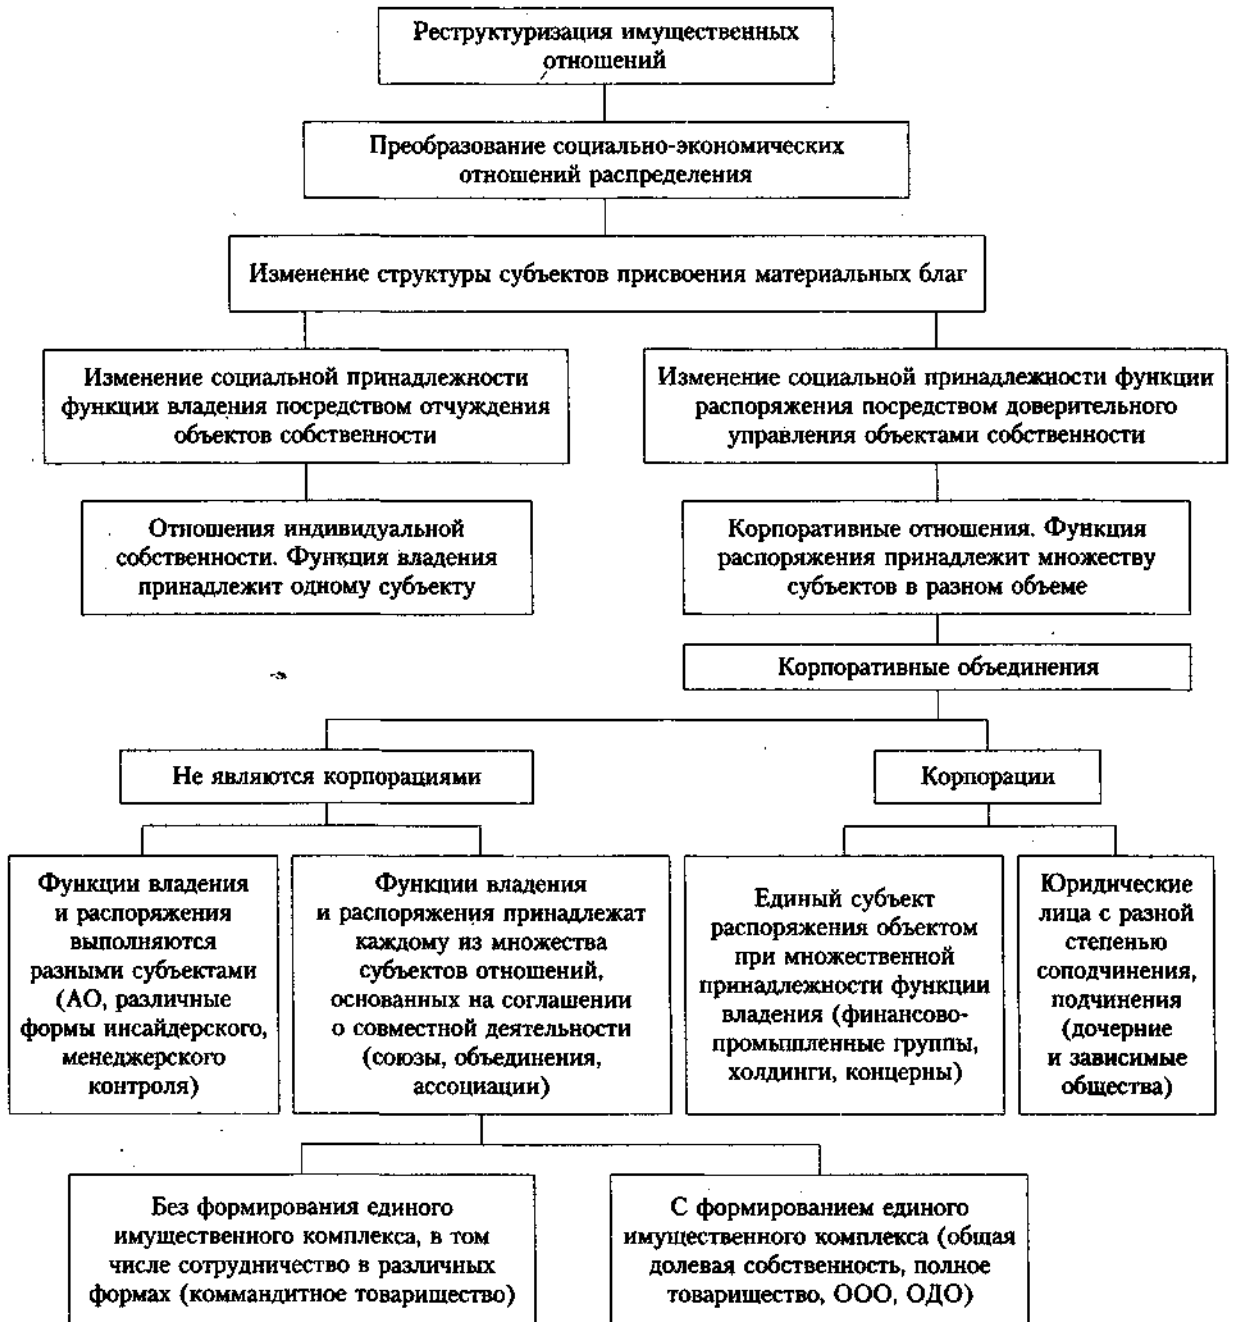 Реструктуризация имущественных
отношений
Преобразование социально-экономических
отношений распределения
Изменение структуры субъектов присвоения материальных благ
Изменение социальной принадлежности
функции владения посредством отчуждения
объектов собственности
Изменение социальной принадлежности функции
распоряжения посредством доверительного
управления объектами собственности
Отношения индивидуальной
собственности. Функция владения
принадлежит одному субъекту
Корпоративные отношения. Функция
распоряжения принадлежит множеству
субъектов в разном объеме
Корпоративные объединения
Не являются корпорациями
Корпорации
Функции владения
и распоряжения
выполняются
разными субъектами
(АО, различные
формы инсайдерского,
менеджерского
контроля)
Функции владения
и распоряжения принадлежат
каждому из множества
субъектов отношений,
основанных на соглашении
о совместной деятельности
(союзы, объединения,
ассоциации)
Единый субъект
распоряжения объектом
при множественной
принадлежности функции
владения (финансово-
промышленные группы,
холдинги, концерны)
Юридические
лица с разной
степенью
соподчинения,
подчинения
(дочерние
и зависимые
общества)
Без формирования единого
имущественного комплекса, в том
числе сотрудничество в различных
формах (коммандитное товарищество)
С формированием единого
имущественного комплекса (общая
долевая собственность, полное
товарищество, ООО, ОДО)